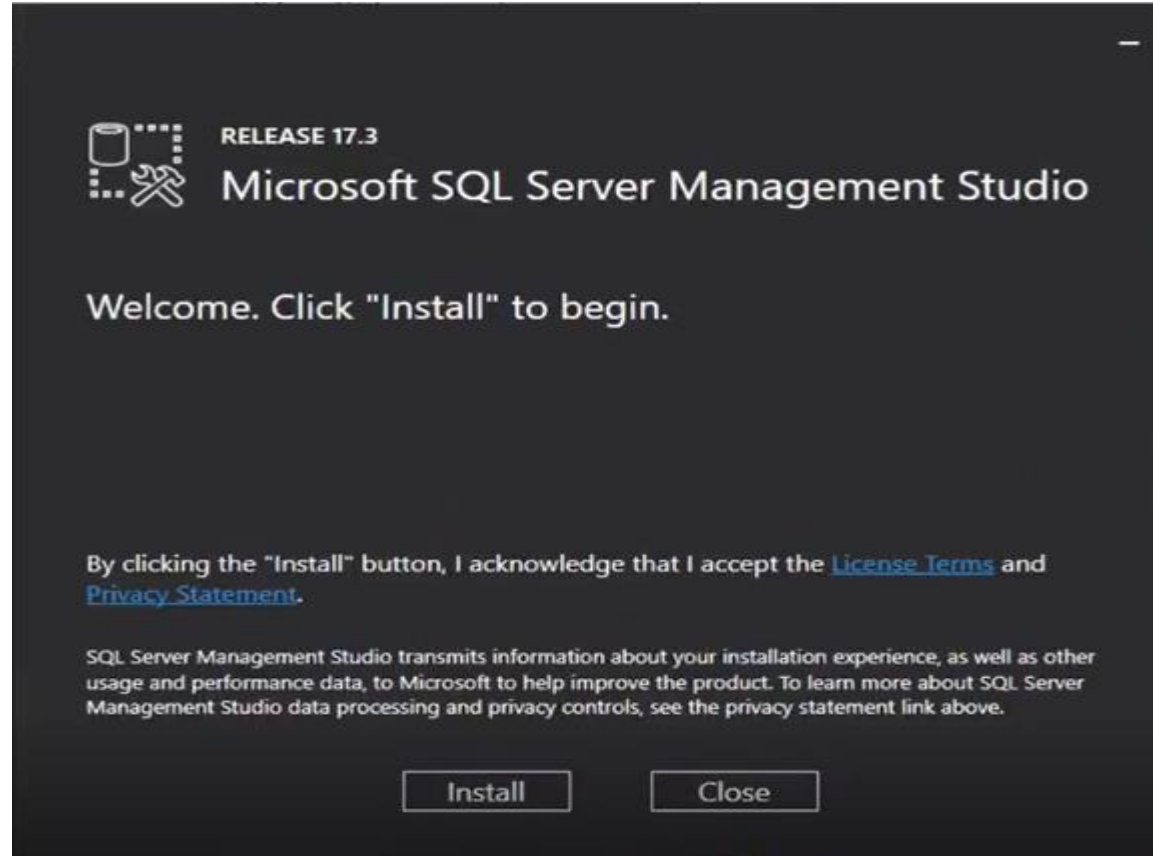 RELEASE 17.3
Microsoft SQL Server Management Studio
Welcome. Click "Install" to begin.
By clicking the "Install" button, I acknowledge that I accept the License Terms and
Privacy Statement.
SQL Server Management Studio transmits information about your installation experience, as well as other
usage and performance data, to Microsoft to help improve the product. To learn more about SQL Server
Management Studio data processing and privacy controls, see the privacy statement link above.
Install
Close